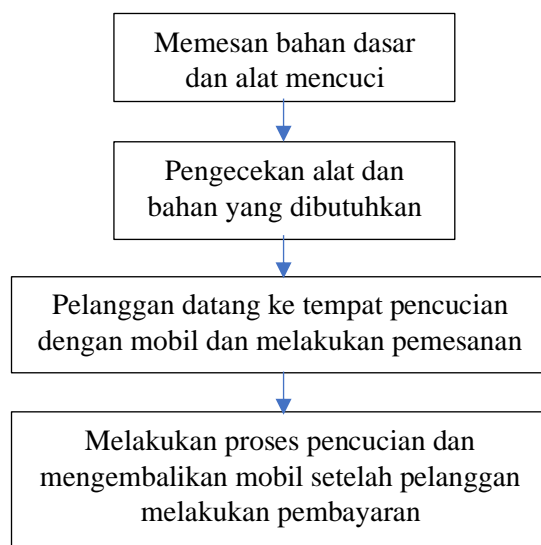 Memesan bahan dasar
dan alat mencuci
Pengecekan alat dan
bahan yang dibutuhkan
Pelanggan datang ke tempat pencucian
dengan mobil dan melakukan pemesanan
Melakukan proses pencucian dan
mengembalikan mobil setelah pelanggan
melakukan pembayaran